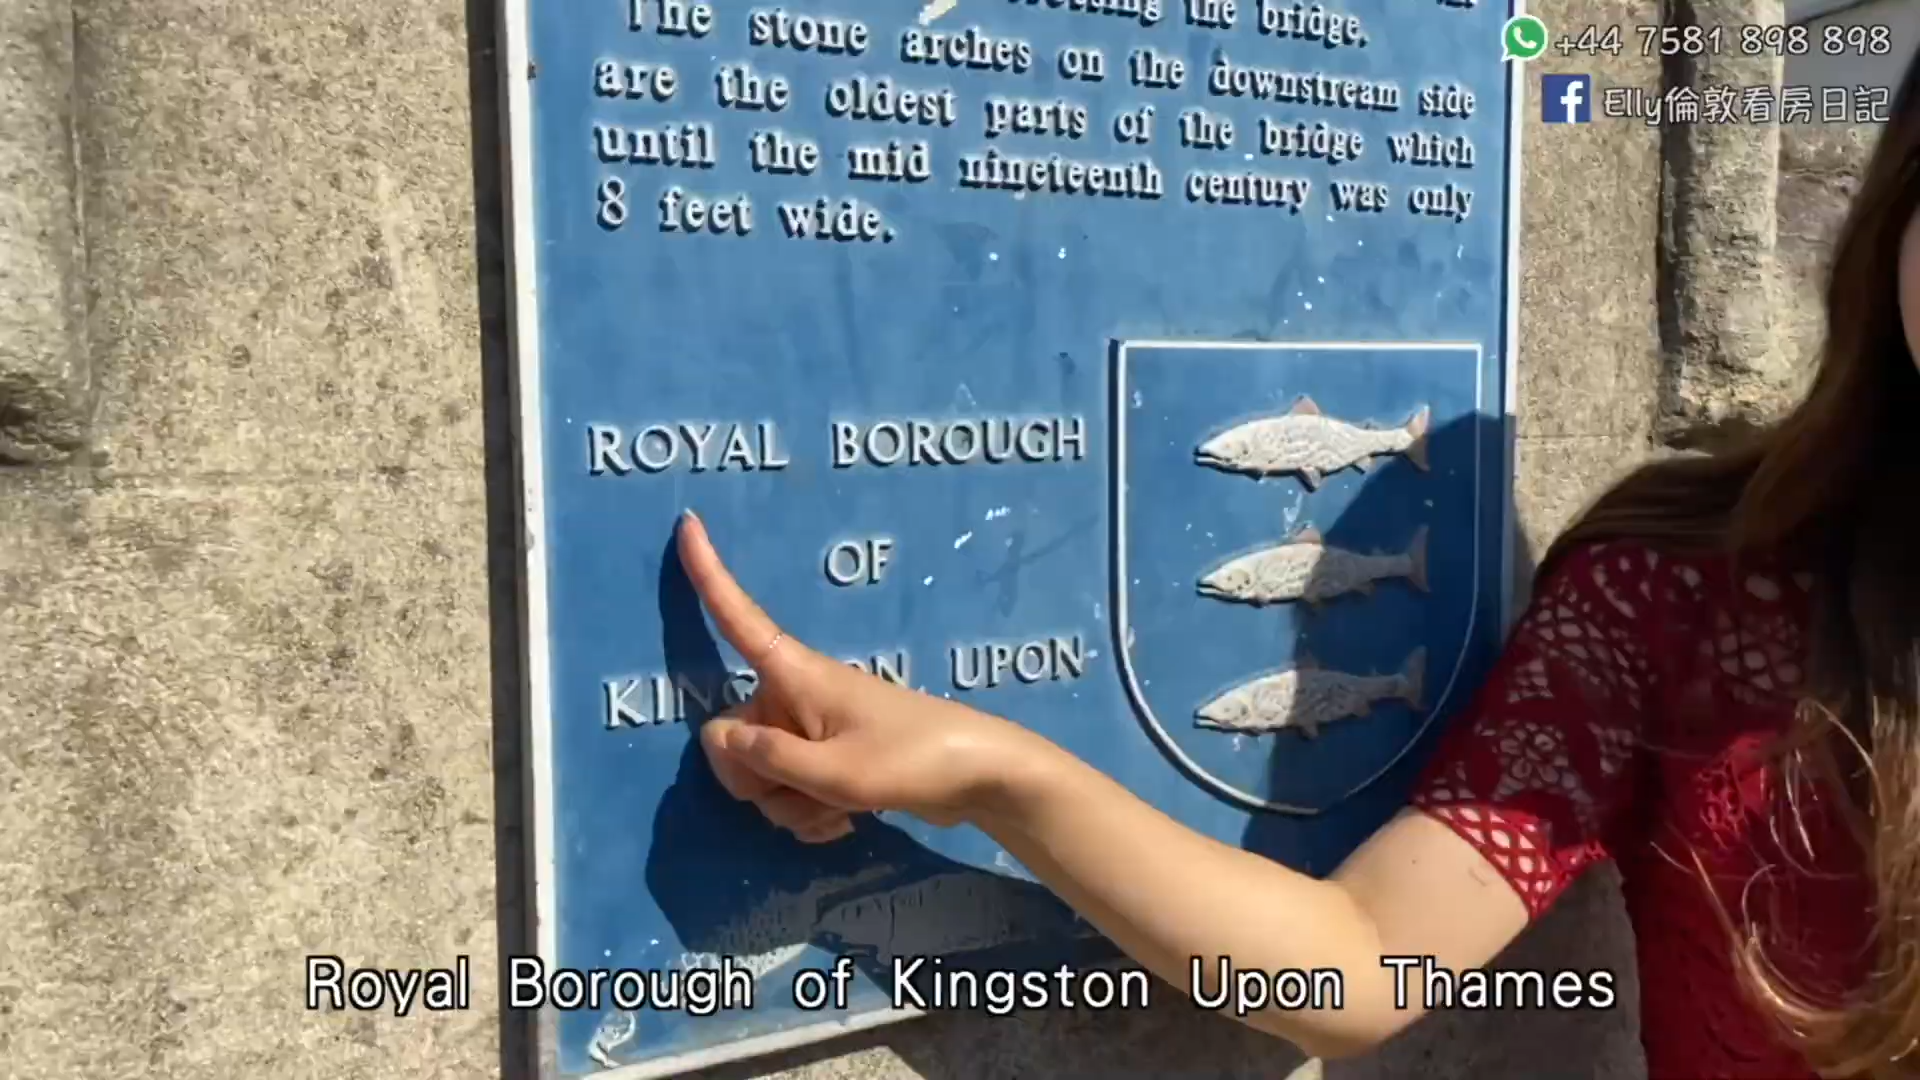 the bridge.
The stone arches on the downstream side
are the oldest parts of the bridge which
until the mid nineteenth century was only
8 feet wide.
ROYAL BOROUGH
OF
UPON
+44 7581 898 898
Elly倫敦看房日記
Royal Borough of Kingston Upon Thames